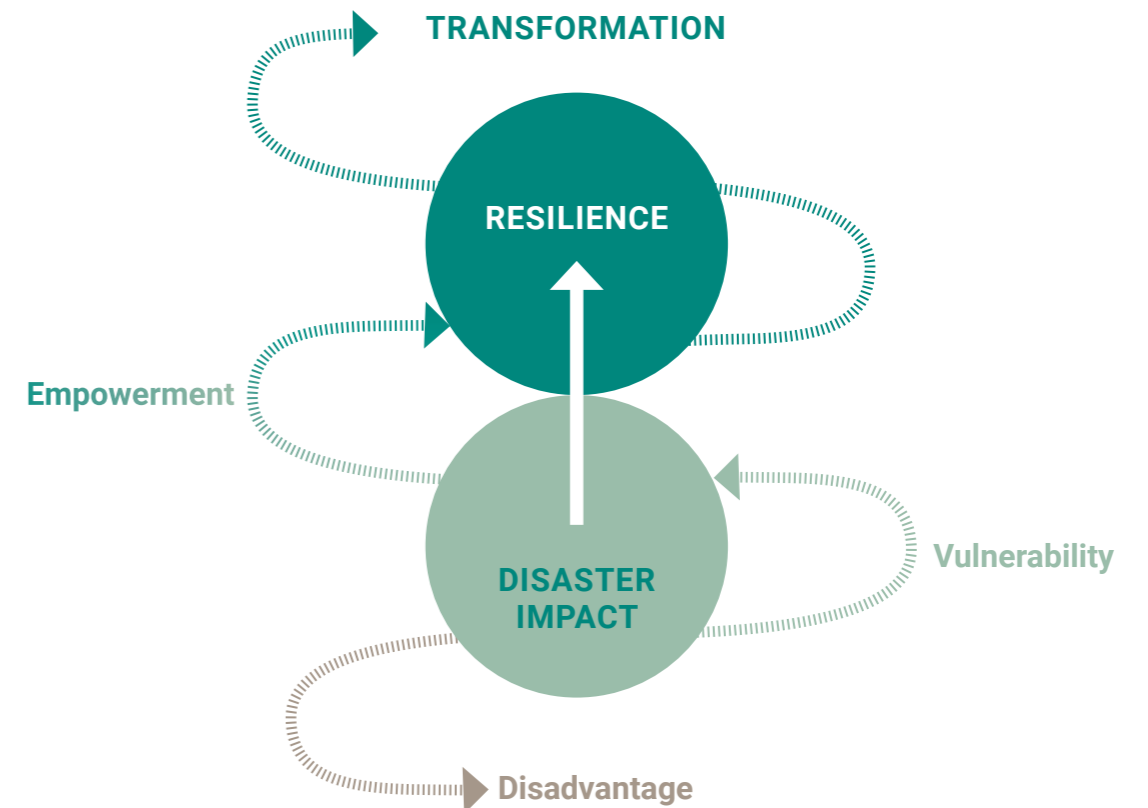 TRANSFORMATION
RESILIENCE
Empowerment
Vulnerability
DISASTER
IMPACT
Disadvantage